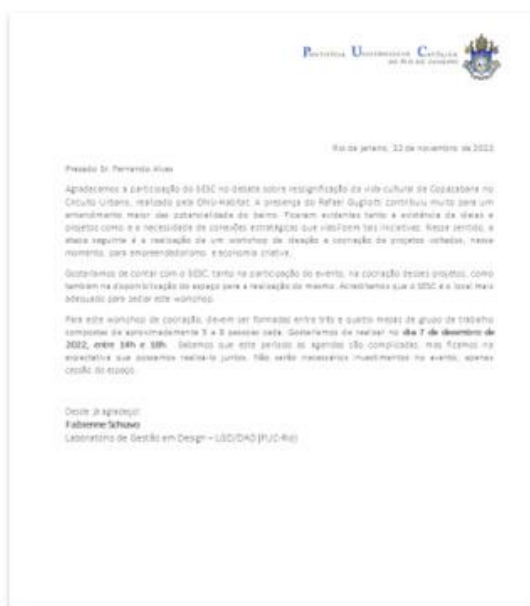 PONTIFÍCIA UNIVERSIDADE CATÓLICA
DO RIO DE JANEIRO
Rio de janeiro, 22 de novembro de 2022
Prezado Sr. Fernando Alves
Agradecemos a participação do SESC no debate sobre ressignificação da vida cultural de Copacabana no
Circuito Urbano, realizado pela ONU-Habitat. A presença do Rafael contribuiu muito para um
entendimento maior das potencialidade do bairro. Ficaram evidentes tanto a existência de ideias e
projetos como e a necessidade de conexões estratégicas que viabilizem tais iniciativas. Nesse sentido, a
etapa seguinte é a realização de um workshop de ideação e cocriação de projetos voltados, nesse
momento, para empreendedorismo e economia criativa.
Gostaríamos de contar com o SESC, tanto na participação do evento, na cocriação desses projetos, como
também na disponibilização do espaço para a realização do mesmo. Acreditamos que o SESC é o local mais
adequado para sediar este workshop.
Para este workshop de cocriação, devem ser formadas entre três e quatro mesas de grupo de trabalho
compostas de aproximadamente 5 a 8 pessoas cada. Gostaríamos de realizar no dia 7 de dezembro de
2022, entre 14h e 18h. Sabemos que este período as agendas são complicadas, mas ficamos na
expectativa que possamos realizá-lo juntos. Não serão necessários investimentos no evento, apenas
cessão do espaço.
Desde já agradeço!
Fabienne Schiavo
Laboratório de Gestão em Design – LGD/DAD (PUC-Rio)